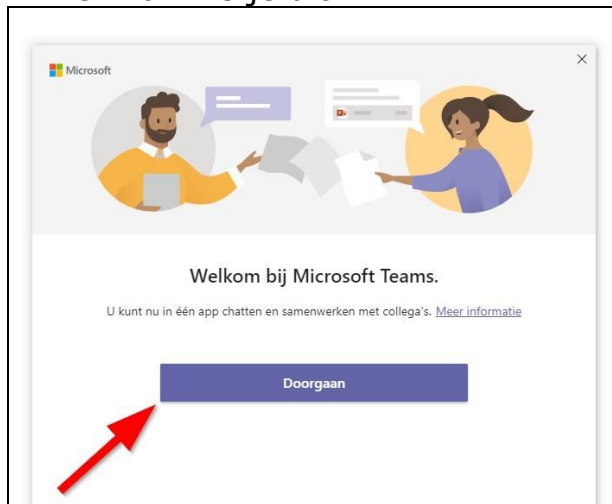 Microsoft
Welkom bij Microsoft Teams.
U kunt nu in één app chatten en samenwerken met collega's. Meer informatie
Doorgaan